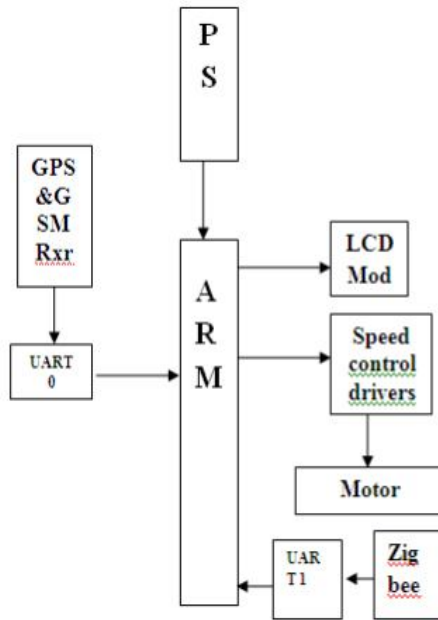 P
S
GPS
&G
SM
Rxr
A
R
M
LCD
Mod
UART
0
Speed
control
drivers
Motor
UAR
T1
Zig
bee